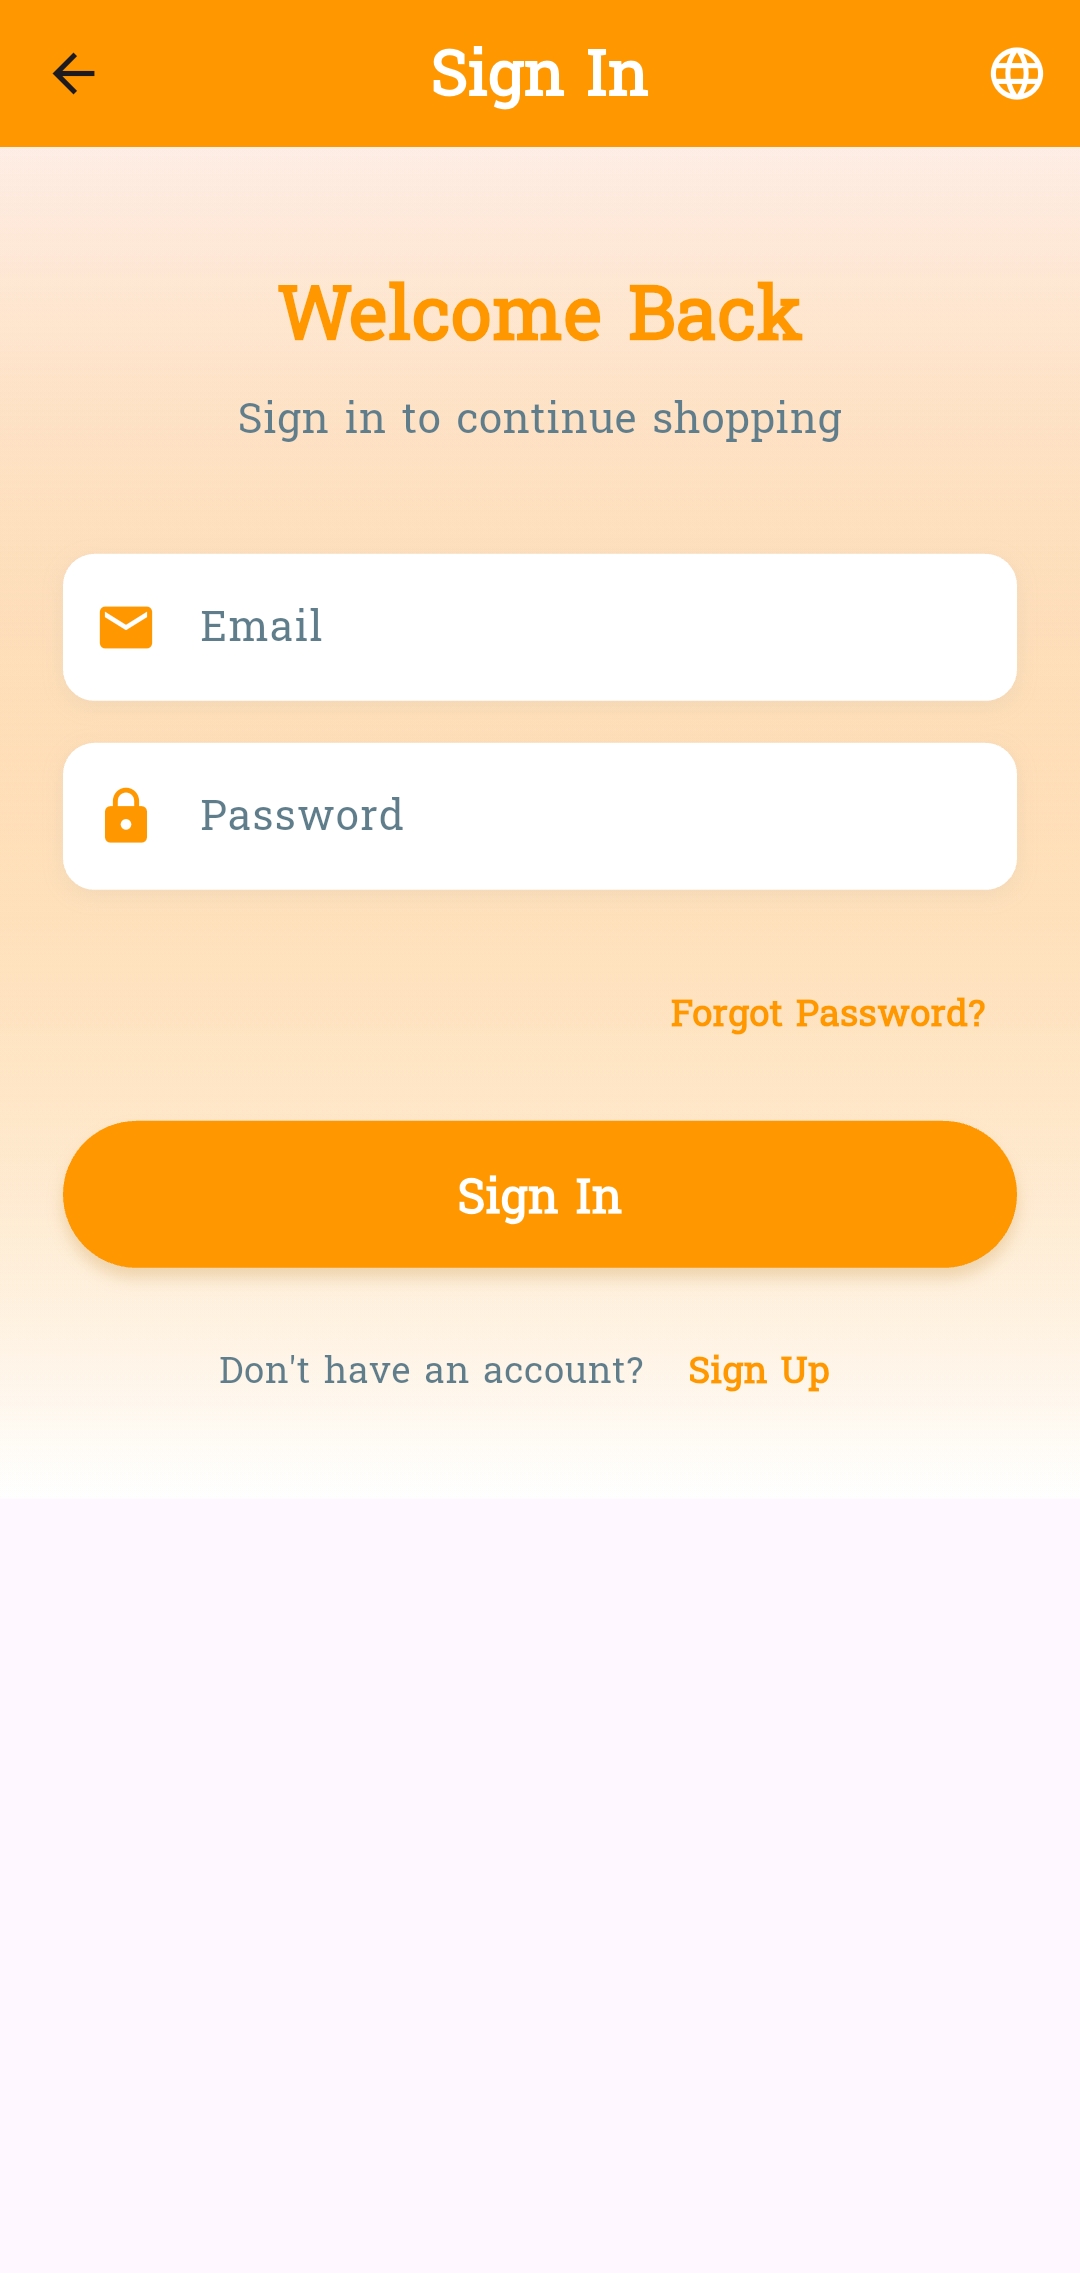 Sign In
Welcome Back
Sign in to continue shopping
Email
Password
Forgot Password?
Sign In
Don't have an account? Sign Up